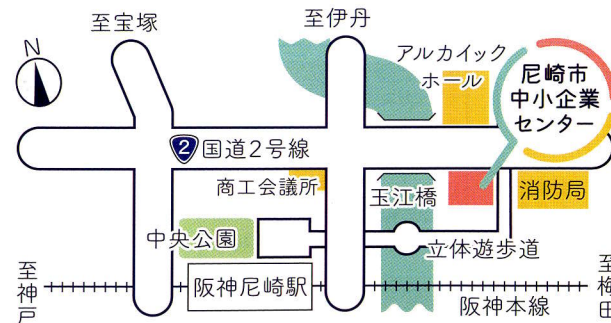 至宝塚
至伊丹
N
アルカイック
ホール
尼崎市
中小企業
センター
2
国道2号線
商工会議所
玉江橋
消防局
中央公園
立体遊歩道
至神戸
阪神尼崎駅
阪神本線
至梅田